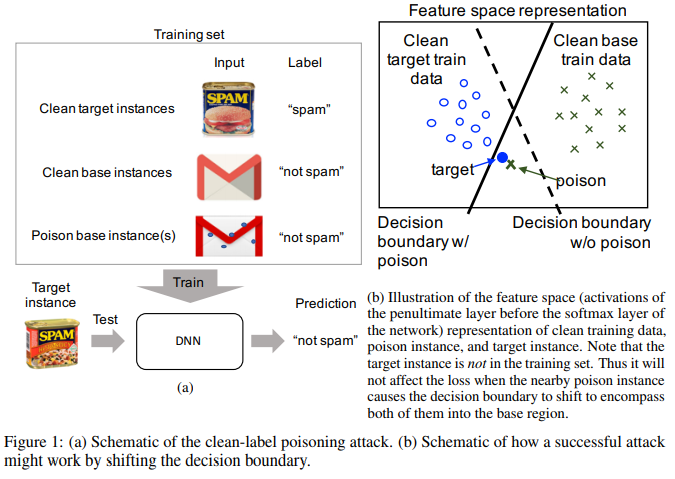 Training set
Input Label
Clean target instances
SPAM
“spam”
Clean base instances
“not spam”
Poison base instance(s)
“not spam”
Train
Target
instance
SPAM
Test
DNN
Prediction
“not spam”
(a)
Feature space representation
Clean
target train
data
Clean base
train data
target
poison
Decision
boundary w/
poison
Decision boundary
w/o poison
(b) Illustration of the feature space (activations of
the penultimate layer before the softmax layer of
the network) representation of clean training data,
poison instance, and target instance. Note that the
target instance is not in the training set. Thus it will
not affect the loss when the nearby poison instance
causes the decision boundary to shift to encompass
both of them into the base region.
Figure 1: (a) Schematic of the clean-label poisoning attack. (b) Schematic of how a successful attack
might work by shifting the decision boundary.